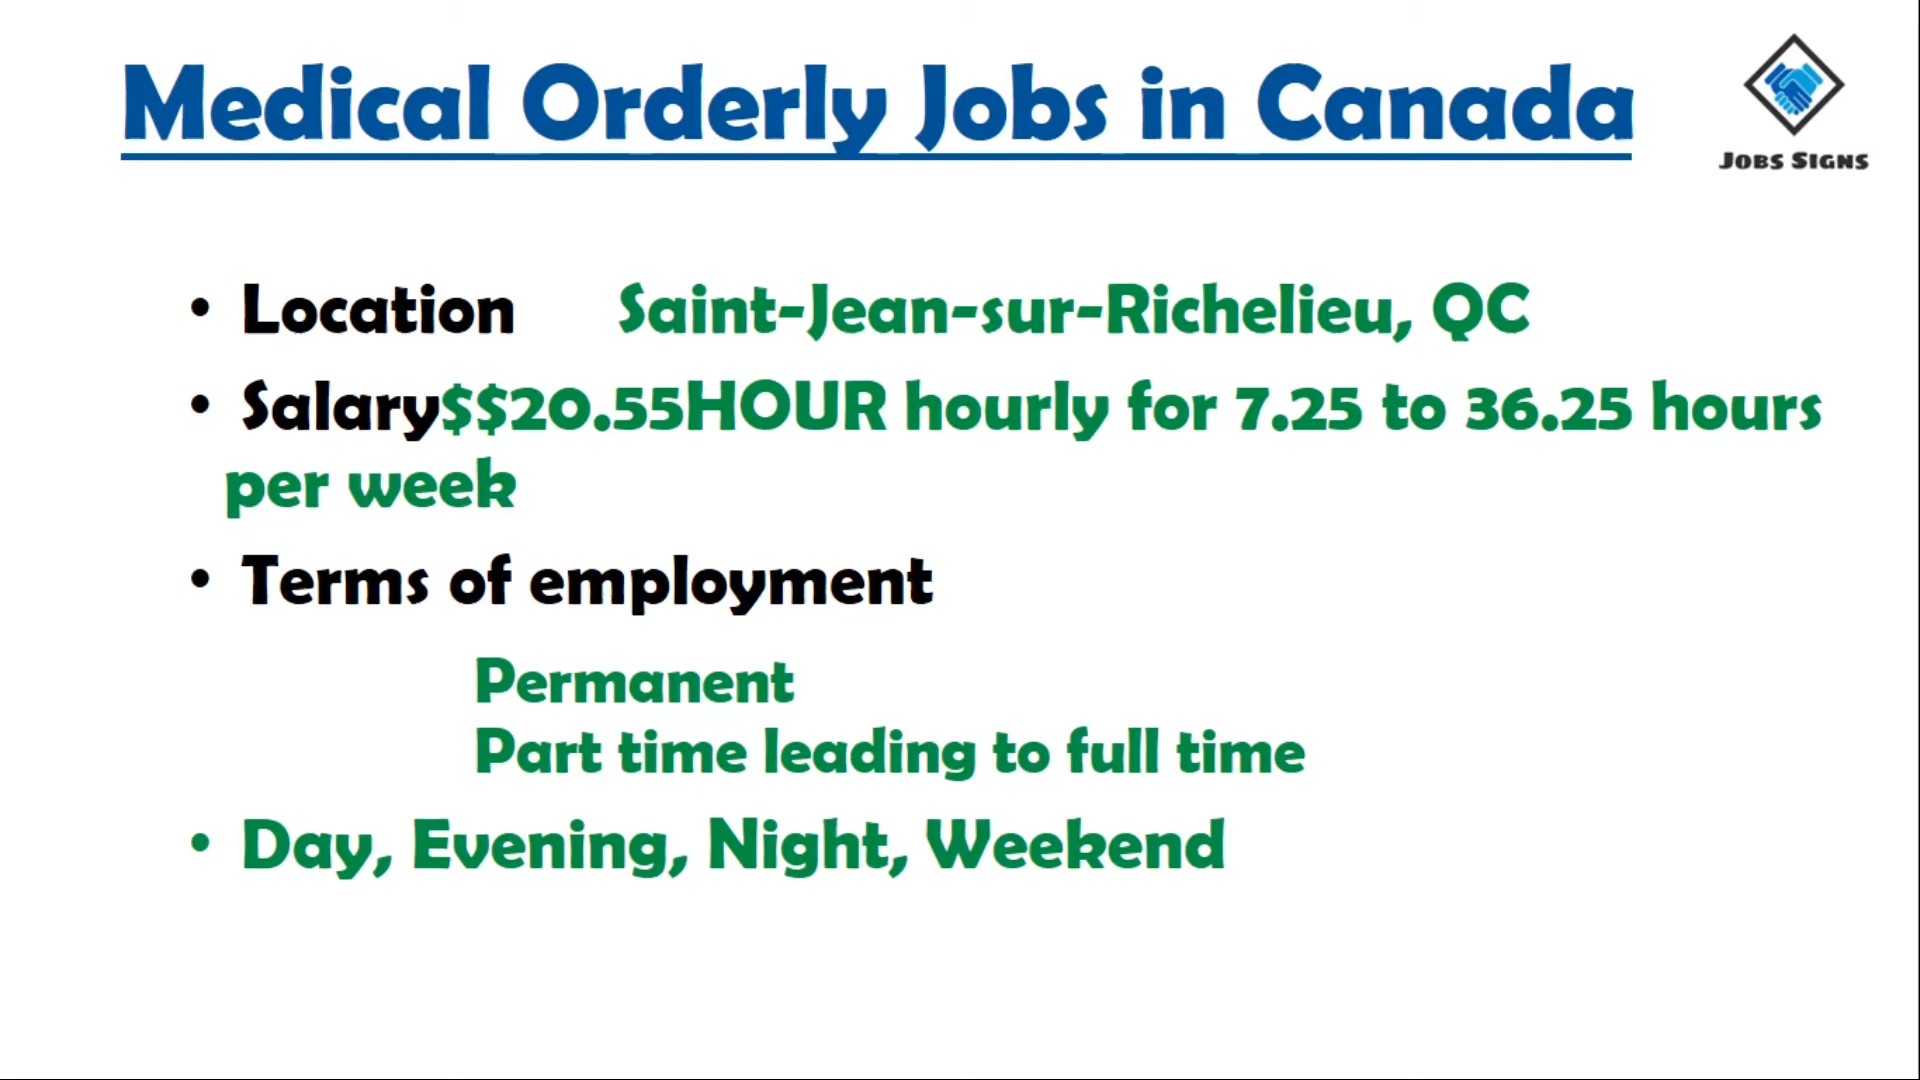 Medical Orderly Jobs in Canada
JOBS SIGNS
• Location Saint-Jean-sur-Richelieu, QC
• Salary$$20.55HOUR hourly for 7.25 to 36.25 hours
per week
• Terms of employment
Permanent
Part time leading to full time
• Day, Evening, Night, Weekend